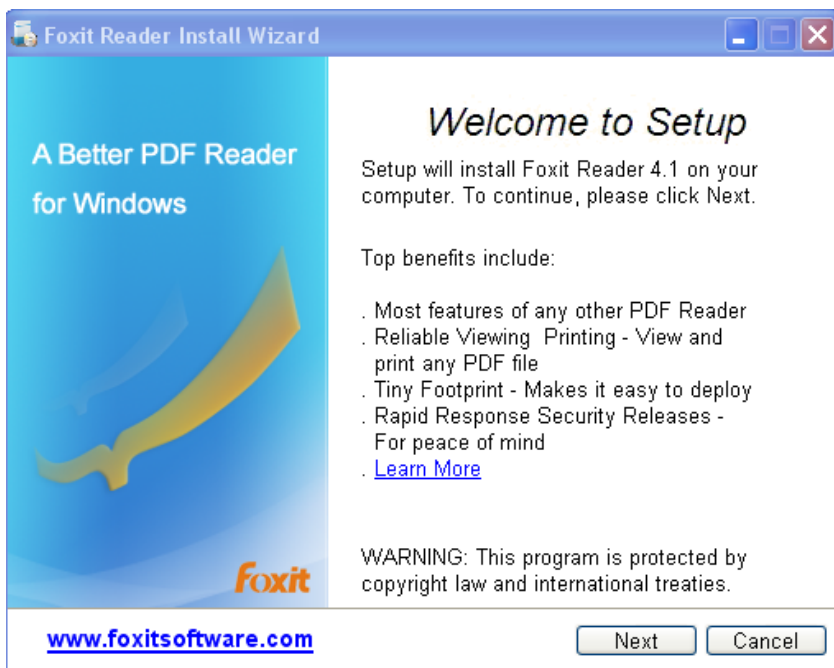 Foxit Reader Install Wizard
A Better PDF Reader
for Windows
foxit
Welcome to Setup
Setup will install Foxit Reader 4.1 on your
computer. To continue, please click Next.
Top benefits include:
. Most features of any other PDF Reader
. Reliable Viewing  Printing - View and
print any PDF file
. Tiny Footprint - Makes it easy to deploy
. Rapid Response Security Releases -
For peace of mind
. Learn More
WARNING: This program is protected by
copyright law and international treaties.
www.foxitsoftware.com
Next
Cancel